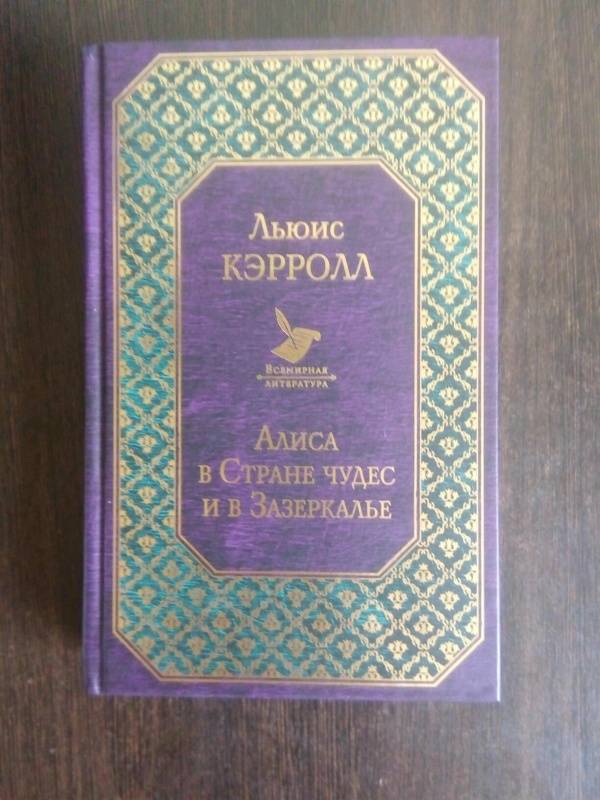 Льюис
КЭРРОЛЛ
Всемирная
литература
Алиса
в Стране чудес
и в Зазеркалье